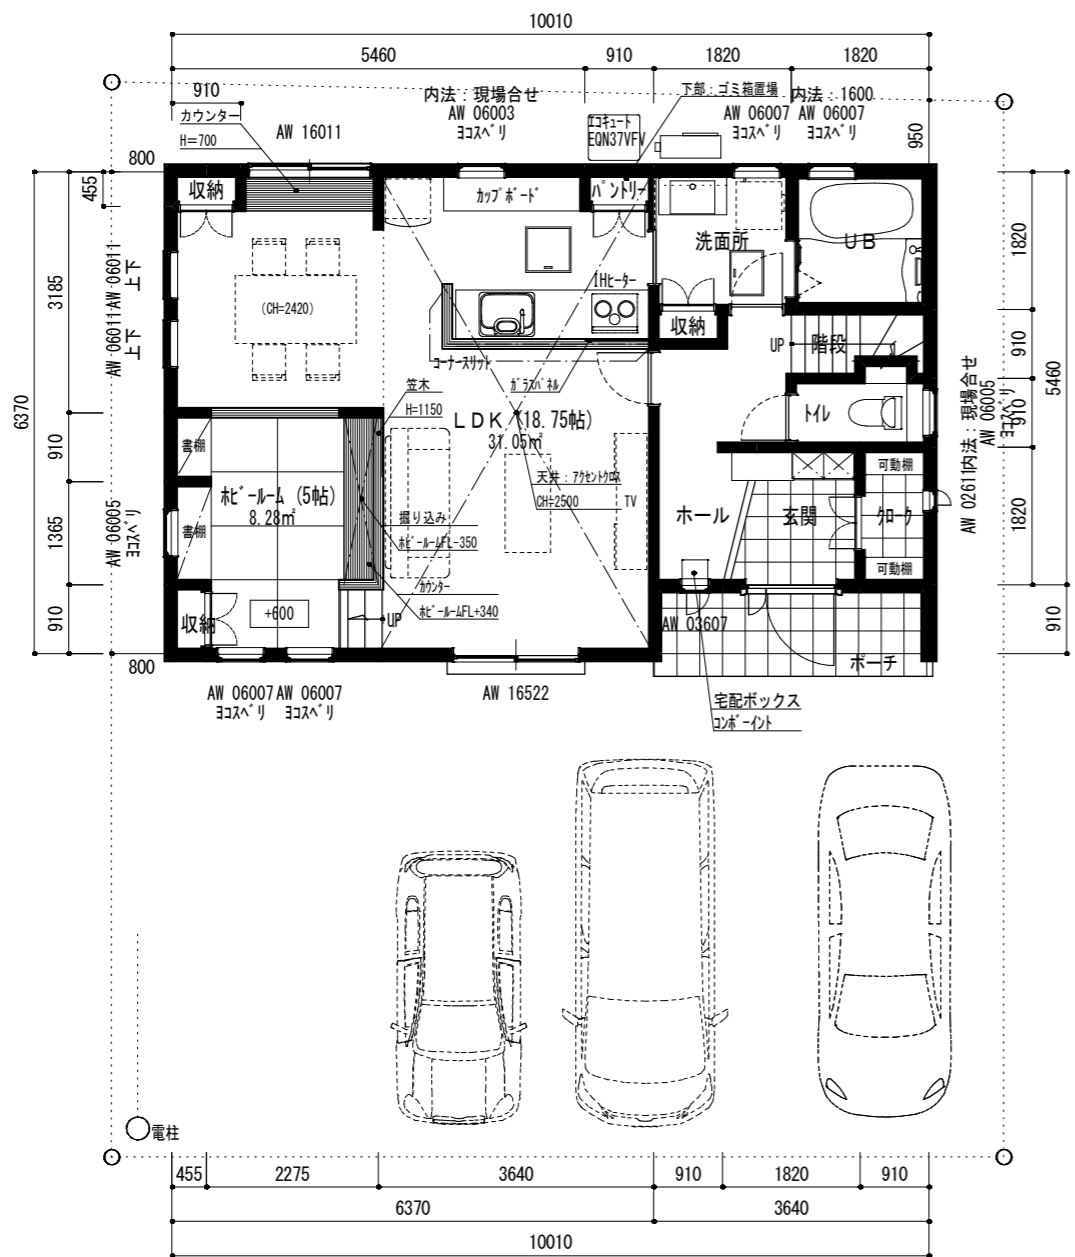 10010
5460
910
1820
1820
910
内法：現場合せ
AW 06003
ヨコスベリ
下部：ゴミ箱置場
内法：1600
AW 06007
ヨコスベリ
AW 06007
ヨコスベリ
カウンター
H=700
AW 16011
エコキュート
EQN37VFV
950
800
455
収納
カップボード
パントリー
洗面所
UB
1820
AW 06011
上下
AW 06011
上下
3185
(CH=2420)
IHヒーター
収納
UP
階段
910
コーナースリット
ガラスパネル
笠木
H=1150
LDK (18.75帖)
31.05㎡
トイレ
910
内法：現場合せ
AW 06005
ヨコスベリ
AW 02611
5460
6370
910
書棚
ホビールーム (5帖)
8.28㎡
書棚
掘り込み
ホビールームFL-350
天井：アクセントクロス
CH=2500
TV
ホール
玄関
可動棚
クローク
可動棚
1820
AW 06005
ヨコスベリ
1365
910
カウンター
ホビールームFL+340
収納
+600
UP
AW 03607
ポーチ
910
800
AW 06007
ヨコスベリ
AW 06007
ヨコスベリ
AW 16522
宅配ボックス
コンボ-イント
電柱
455
2275
3640
910
1820
910
6370
3640
10010